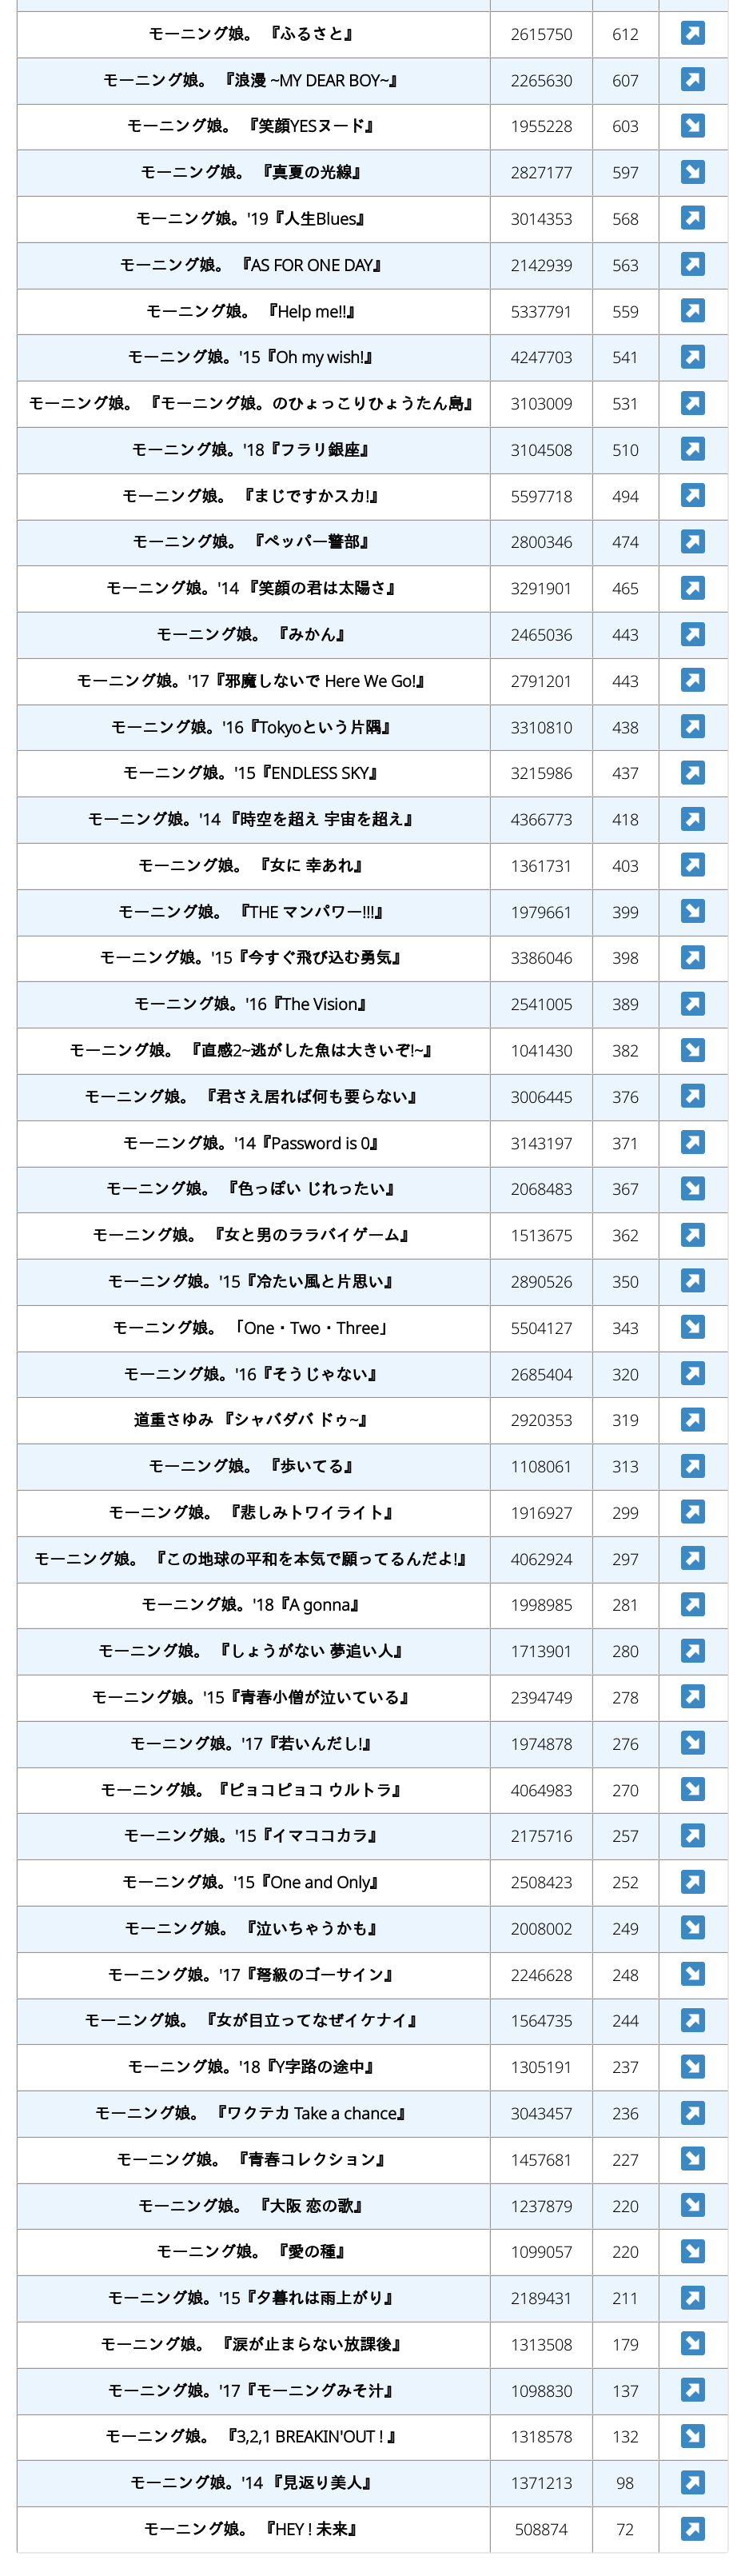 モーニング娘。 『ふるさと』 2615750 612
モーニング娘。 『浪漫 ~MY DEAR BOY~』 2265630 607
モーニング娘。 『笑顔YESヌード』 1955228 603
モーニング娘。 『真夏の光線』 2827177 597
モーニング娘。'19『人生Blues』 3014353 568
モーニング娘。 『AS FOR ONE DAY』 2142939 563
モーニング娘。 『Help me!!』 5337791 559
モーニング娘。'15『Oh my wish!』 4247703 541
モーニング娘。 『モーニング娘。のひょっこりひょうたん島』 3103009 531
モーニング娘。'18『フラリ銀座』 3104508 510
モーニング娘。 『まじですかスカ!』 5597718 494
モーニング娘。 『ペッパー警部』 2800346 474
モーニング娘。'14 『笑顔の君は太陽さ』 3291901 465
モーニング娘。 『みかん』 2465036 443
モーニング娘。'17『邪魔しないで Here We Go!』 2791201 443
モーニング娘。'16『Tokyoという片隅』 3310810 438
モーニング娘。'15『ENDLESS SKY』 3215986 437
モーニング娘。'14 『時空を超え 宇宙を超え』 4366773 418
モーニング娘。 『女に 幸あれ』 1361731 403
モーニング娘。 『THE マンパワー!!!』 1979661 399
モーニング娘。'15『今すぐ飛び込む勇気』 3386046 398
モーニング娘。'16『The Vision』 2541005 389
モーニング娘。 『直感2~逃がした魚は大きいぞ!~』 1041430 382
モーニング娘。 『君さえ居れば何も要らない』 3006445 376
モーニング娘。'14『Password is 0』 3143197 371
モーニング娘。 『色っぽい じれったい』 2068483 367
モーニング娘。 『女と男のララバイゲーム』 1513675 362
モーニング娘。'15『冷たい風と片思い』 2890526 350
モーニング娘。 「One・Two・Three」 5504127 343
モーニング娘。'16『そうじゃない』 2685404 320
道重さゆみ 『シャバダバ ドゥ~』 2920353 319
モーニング娘。 『歩いてる』 1108061 313
モーニング娘。 『悲しみトワイライト』 1916927 299
モーニング娘。 『この地球の平和を本気で願ってるんだよ!』 4062924 297
モーニング娘。'18『A gonna』 1998985 281
モーニング娘。 『しょうがない 夢追い人』 1713901 280
モーニング娘。'15『青春小僧が泣いている』 2394749 278
モーニング娘。'17『若いんだし!』 1974878 276
モーニング娘。『ピョコピョコ ウルトラ』 4064983 270
モーニング娘。'15『イマココカラ』 2175716 257
モーニング娘。'15『One and Only』 2508423 252
モーニング娘。 『泣いちゃうかも』 2008002 249
モーニング娘。'17『弩級のゴーサイン』 2246628 248
モーニング娘。 『女が目立ってなぜイケナイ』 1564735 244
モーニング娘。'18『Y字路の途中』 1305191 237
モーニング娘。 『ワクテカ Take a chance』 3043457 236
モーニング娘。 『青春コレクション』 1457681 227
モーニング娘。 『大阪 恋の歌』 1237879 220
モーニング娘。 『愛の種』 1099057 220
モーニング娘。'15『夕暮れは雨上がり』 2189431 211
モーニング娘。 『涙が止まらない放課後』 1313508 179
モーニング娘。'17『モーニングみそ汁』 1098830 137
モーニング娘。 『3,2,1 BREAKIN'OUT ! 』 1318578 132
モーニング娘。'14 『見返り美人』 1371213 98
モーニング娘。 『HEY ! 未来』 508874 72